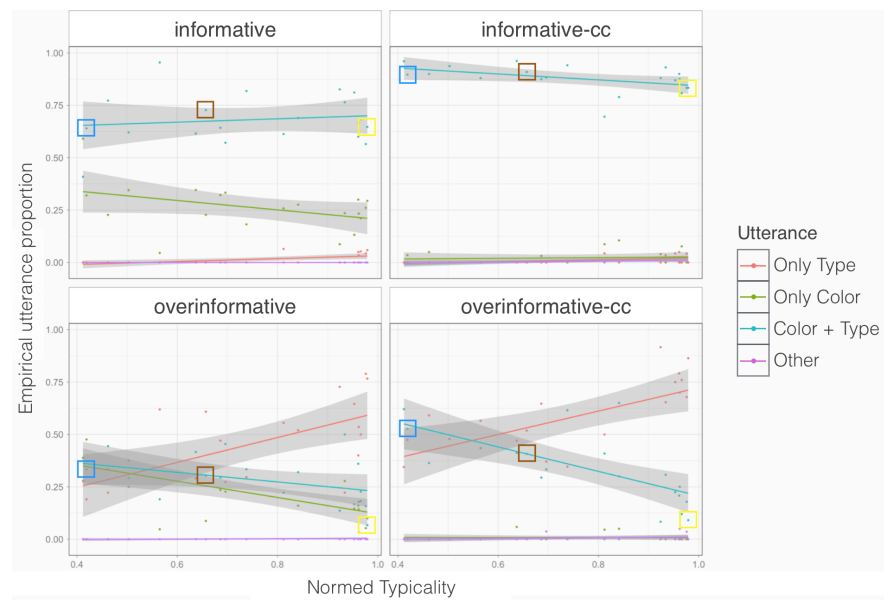 informative
informative-cc
1.00
0.75
0.50
0.25
0.00
overinformative
overinformative-cc
1.00
0.75
0.50
0.25
0.00
0.4
0.6
0.8
1.0
0.4
0.6
0.8
1.0
Empirical utterance proportion
Normed Typicality
Utterance
Only Type
Only Color
Color + Type
Other